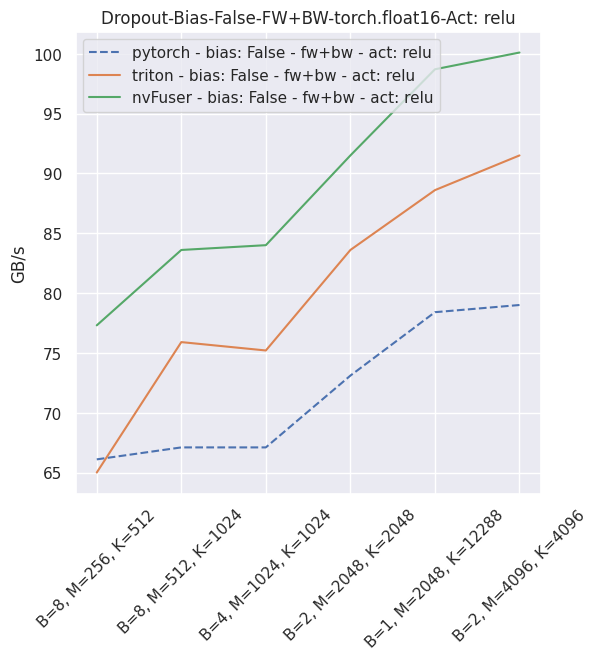 Dropout-Bias-False-FW+BW-torch.float16-Act: relu
pytorch - bias: False - fw+bw - act: relu
triton - bias: False - fw+bw - act: relu
nvFuser - bias: False - fw+bw - act: relu
GB/s
100
95
90
85
80
75
70
65
B=8, M=256, K=512
B=8, M=512, K=1024
B=4, M=1024, K=1024
B=2, M=2048, K=2048
B=1, M=2048, K=12288
B=2, M=4096, K=4096